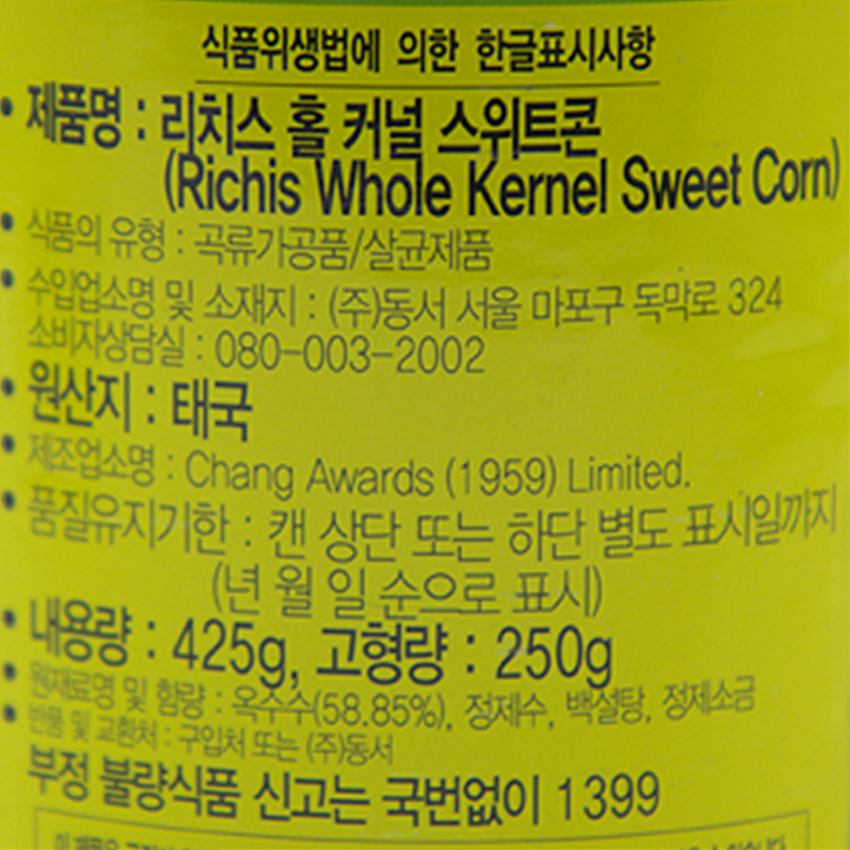 식품위생법에 의한 한글표시사항
• 제품명 : 리치스 홀 커널 스위트콘
(Richis Whole Kernel Sweet Corn)
• 식품의 유형 : 곡류가공품/살균제품
• 수입업소명 및 소재지 : (주)동서 서울 마포구 독막로 324
소비자상담실 : 080-003-2002
• 원산지 : 태국
• 제조업소명 : Chang Awards (1959) Limited.
• 품질유지기한 : 캔 상단 또는 하단 별도 표시일까지
(년 월 일 순으로 표시)
• 내용량 : 425g, 고형량 : 250g
• 원재료명 및 함량 : 옥수수(58.85%), 정제수, 백설탕, 정제소금
• 반품 및 교환처 : 구입처 또는 (주)동서
부정 불량식품 신고는 국번없이 1399